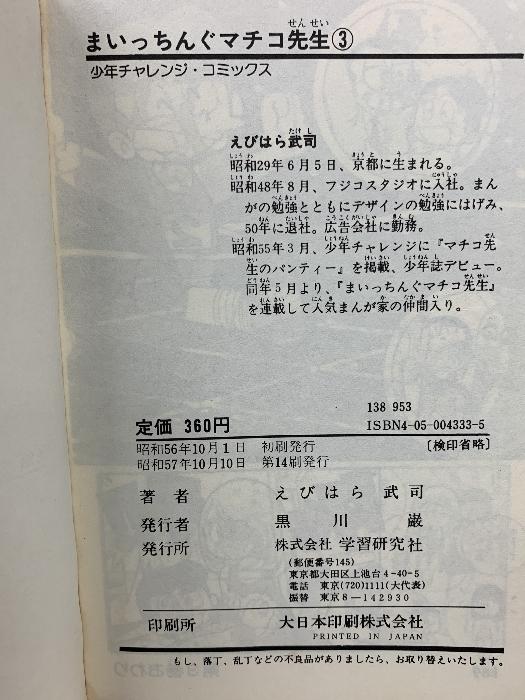 まいっちんぐマチコ先生③
少年チャレンジ・コミックス
えびはら武司
昭和29年6月5日、京都に生まれる。
昭和48年8月、フジコスタジオに入社。まん
がの勉強とともにデザインの勉強にはげみ、
50年に退社。広告会社に勤務。
昭和55年3月、少年チャレンジに『マチコ先
生のパンティー』を掲載、少年誌デビュー。
同年5月より、『まいっちんぐマチコ先生』
を連載して人気まんが家の仲間入り。
138 953
定価 360円 ISBN4-05-004333-5
昭和56年10月1日 初刷発行 〔検印省略〕
昭和57年10月10日 第14刷発行
著者 えびはら 武司
発行者 黒川 巌
発行所 株式会社 学習研究社
(郵便番号145)
東京都大田区上池台4-40-5
電話 東京(720)1111(大代表)
振替 東京8-142930
印刷所 大日本印刷株式会社
PRINTED IN JAPAN
もし、落丁、乱丁などの不良品がありましたら、お取り替えいたします。